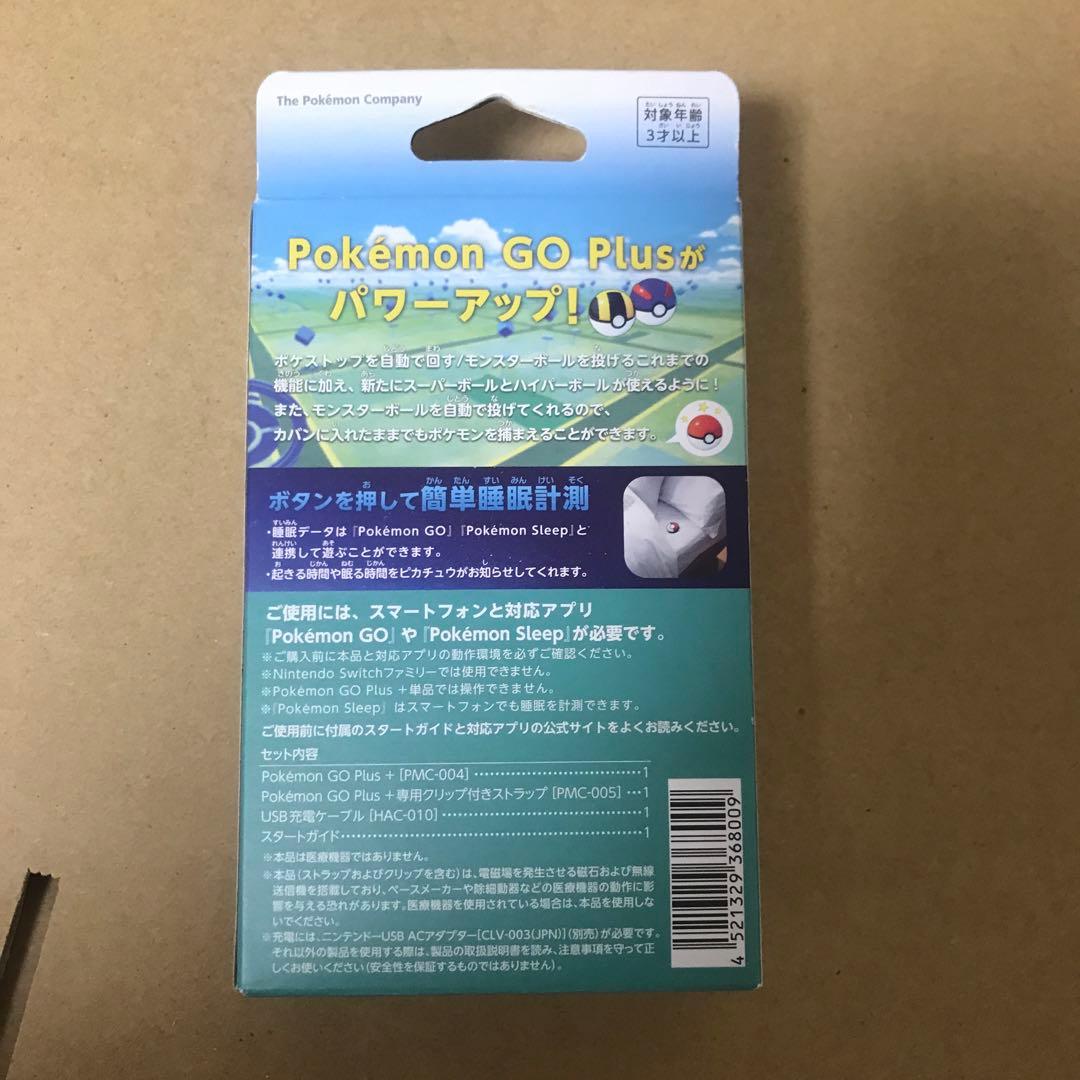 The Pokémon Company
対象年齢
3才以上
Pokémon GO Plusが
パワーアップ!
ポケストップを自動で回す/モンスターボールを投げるこれまでの
機能に加え、新たにスーパーボールとハイパーボールが使えるように!
また、モンスターボールを自動で投げてくれるので、
カバンに入れたままでもポケモンを捕まえることができます。
ボタンを押して簡単睡眠計測
・睡眠データは『Pokémon GO』『Pokémon Sleep』と
連携して遊ぶことができます。
・起きる時間や眠る時間をピカチュウがお知らせしてくれます。
ご使用には、スマートフォンと対応アプリ
『Pokémon GO』や『Pokémon Sleep』が必要です。
※ご購入前に本品と対応アプリの動作環境を必ずご確認ください。
※Nintendo Switchファミリーでは使用できません。
※Pokémon GO Plus +単品では操作できません。
※『Pokémon Sleep』はスマートフォンでも睡眠を計測できます。
ご使用前に付属のスタートガイドと対応アプリの公式サイトをよくお読みください。
セット内容
Pokémon GO Plus + [PMC-004] ……………………………1
Pokémon GO Plus +専用クリップ付きストラップ [PMC-005] …1
USB充電ケーブル [HAC-010] ……………………………1
スタートガイド……………………………………………1
※本品は医療機器ではありません。
※本品(ストラップおよびクリップを含む)は、電磁場を発生させる磁石および無線
送信機を搭載しており、ペースメーカーや除細動器などの医療機器の動作に影
響を与える恐れがあります。医療機器を使用されている場合は、本品を使用しな
いでください。
※充電には、ニンテンドーUSB ACアダプター[CLV-003(JPN)](別売)が必要です。
それ以外の製品を使用する際は、製品の取扱説明書を読み、注意事項を守って正
しくお使いください(安全性を保証するものではありません)。
4 521329 368009